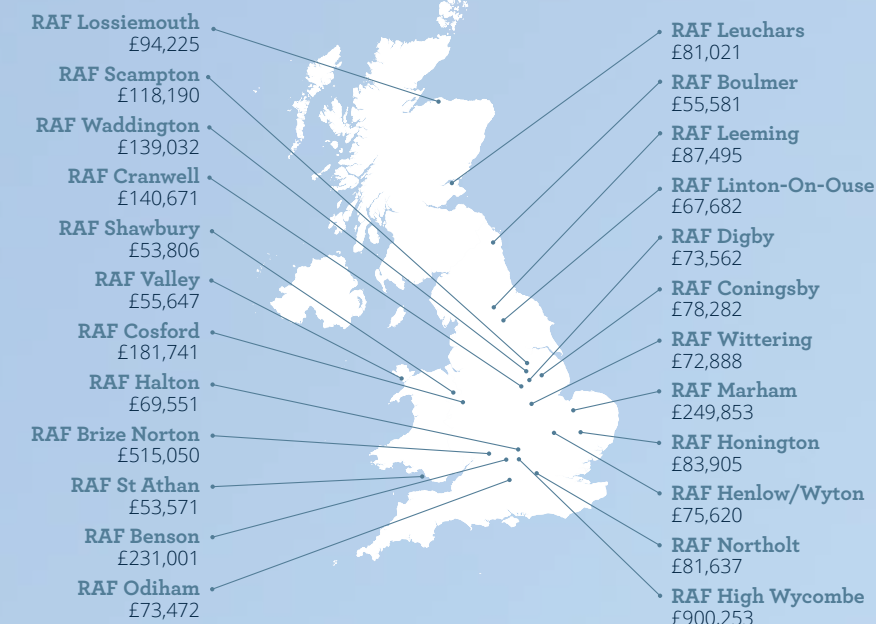 RAF Lossiemouth
£94,225
RAF Scampton
£118,190
RAF Waddington
£139,032
RAF Cranwell
£140,671
RAF Shawbury
£53,806
RAF Valley
£55,647
RAF Cosford
£181,741
RAF Halton
£69,551
RAF Brize Norton
£515,050
RAF St Athan
£53,571
RAF Benson
£231,001
RAF Odiham
£73,472
RAF Leuchars
£81,021
RAF Boulmer
£55,581
RAF Leeming
£87,495
RAF Linton-On-Ouse
£67,682
RAF Digby
£73,562
RAF Coningsby
£78,282
RAF Wittering
£72,888
RAF Marham
£249,853
RAF Honington
£83,905
RAF Henlow/Wyton
£75,620
RAF Northolt
£81,637
RAF High Wycombe
£900,253